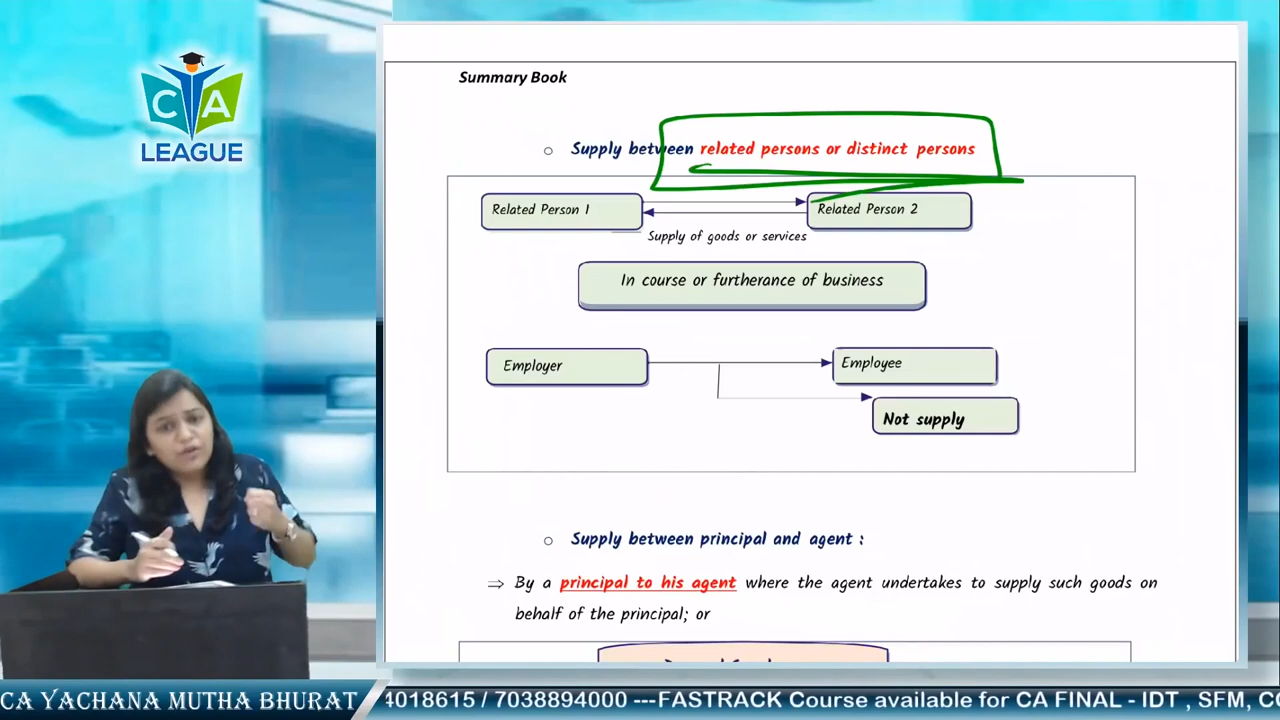 CA
LEAGUE
Summary Book
Supply between related persons or distinct persons
Related Person 1
Related Person 2
Supply of goods or services
In course or furtherance of business
Employer
Employee
Not supply
Supply between principal and agent :
⇒ By a principal to his agent where the agent undertakes to supply such goods on
behalf of the principal; or
CA YACHANA MUTHA BHURAT
4018615 / 7038894000 ---FASTRACK Course available for CA FINAL - IDT , SFM,